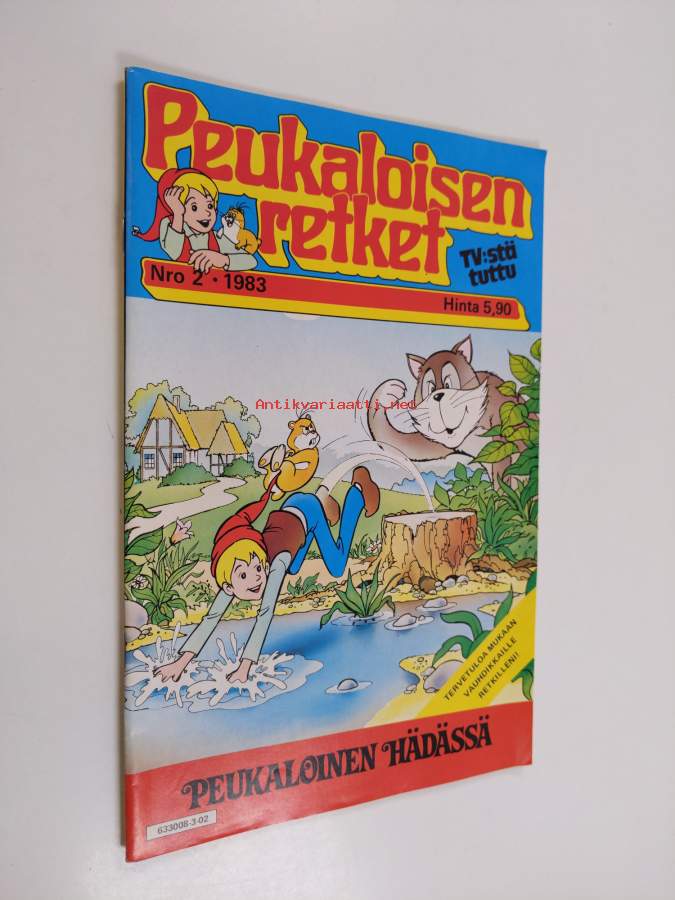 Peukaloisen
retket
TV:stä
tuttu
Nro 2 • 1983
Hinta 5,90
Antikvariaatti.net
TERVETULOA MUKAAN
VAUHDIKKAILLE
RETKILLENI!
PEUKALOINEN HÄDÄSSÄ
633008-3-02